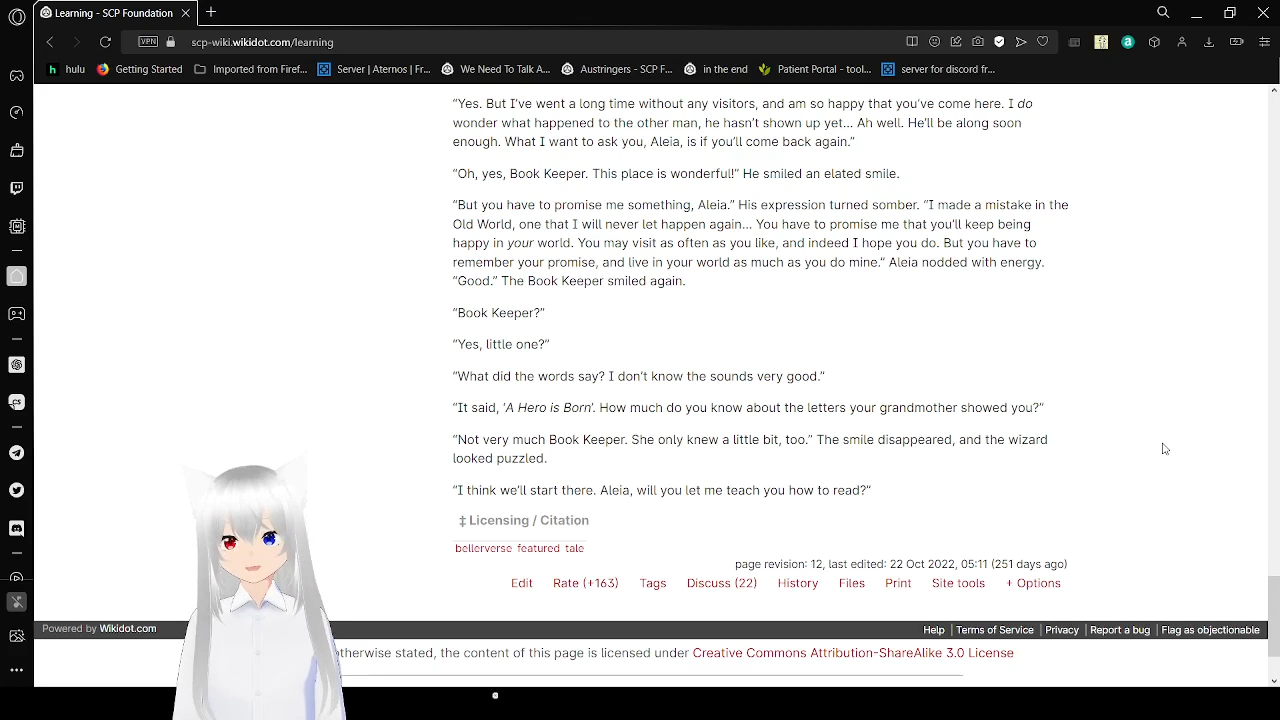 Learning - SCP Foundation
VPN
scp-wiki.wikidot.com/learning
hulu
Getting Started
Imported from Firef...
Server | Aternos | Fr...
We Need To Talk A...
Austringers - SCP F...
in the end
Patient Portal - tool...
server for discord fr...
“Yes. But I've went a long time without any visitors, and am so happy that you’ve come here. I do
wonder what happened to the other man, he hasn’t shown up yet… Ah well. He’ll be along soon
enough. What I want to ask you, Aleia, is if you’ll come back again.”
“Oh, yes, Book Keeper. This place is wonderful!” He smiled an elated smile.
“But you have to promise me something, Aleia.” His expression turned somber. “I made a mistake in the
Old World, one that I will never let happen again… You have to promise me that you’ll keep being
happy in your world. You may visit as often as you like, and indeed I hope you do. But you have to
remember your promise, and live in your world as much as you do mine.” Aleia nodded with energy.
“Good.” The Book Keeper smiled again.
“Book Keeper?”
“Yes, little one?”
“What did the words say? I don’t know the sounds very good.”
“It said, ‘A Hero is Born’. How much do you know about the letters your grandmother showed you?”
“Not very much Book Keeper. She only knew a little bit, too.” The smile disappeared, and the wizard
looked puzzled.
“I think we’ll start there. Aleia, will you let me teach you how to read?”
‡ Licensing / Citation
bellerverse featured tale
page revision: 12, last edited: 22 Oct 2022, 05:11 (251 days ago)
Edit Rate (+163) Tags Discuss (22) History Files Print Site tools + Options
Powered by Wikidot.com
Help | Terms of Service | Privacy | Report a bug | Flag as objectionable
otherwise stated, the content of this page is licensed under Creative Commons Attribution-ShareAlike 3.0 License